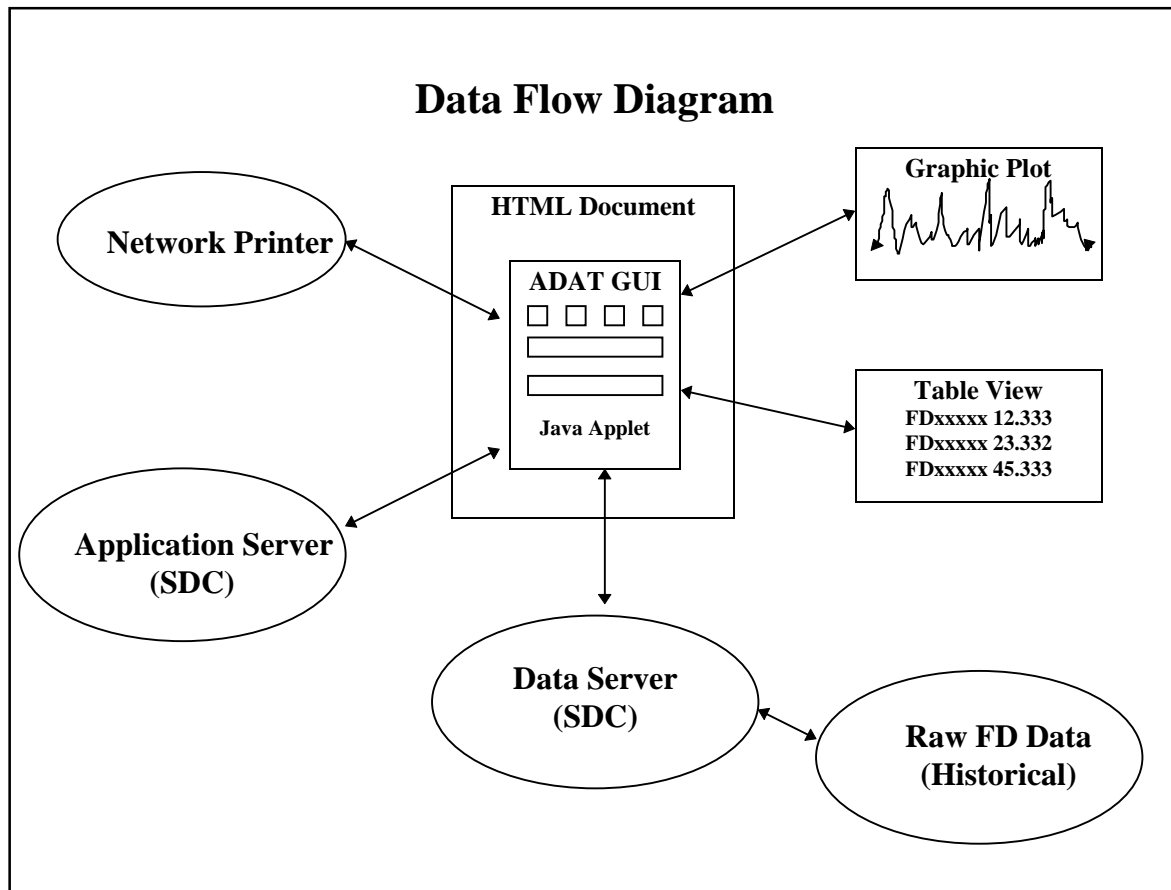 Data Flow Diagram
Network Printer
HTML Document
ADAT GUI
Java Applet
Graphic Plot
Table View
FDxxxxx 12.333
FDxxxxx 23.332
FDxxxxx 45.333
Application Server
(SDC)
Data Server
(SDC)
Raw FD Data
(Historical)